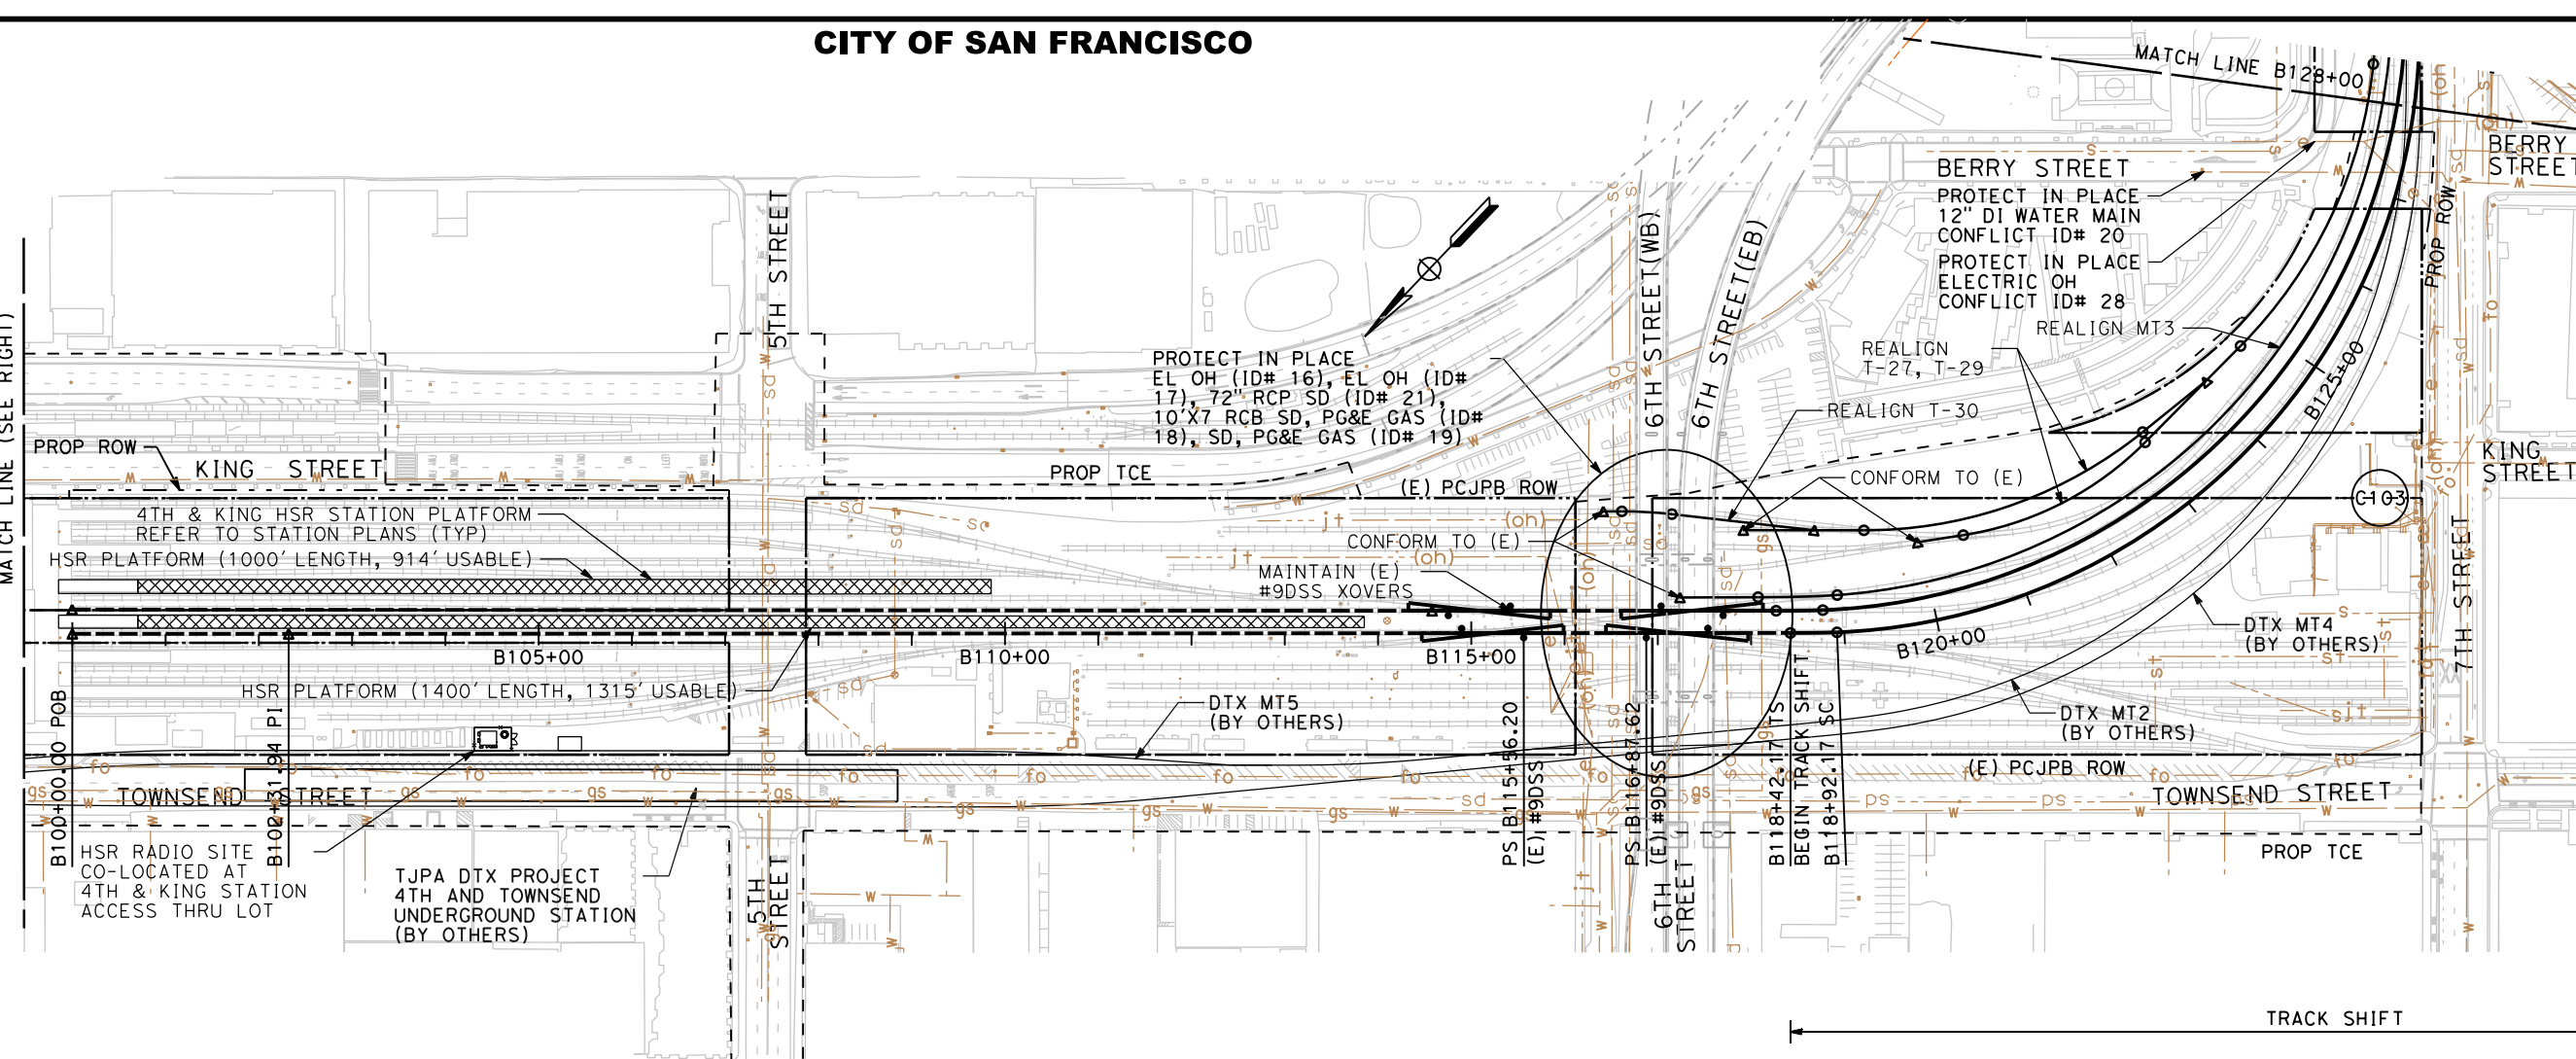 CITY OF SAN FRANCISCO
MATCH LINE B128+00
BERRY
STREET
BERRY STREET
PROTECT IN PLACE
12" DI WATER MAIN
CONFLICT ID# 20
PROTECT IN PLACE
ELECTRIC OH
CONFLICT ID# 28
PROP ROW
REALIGN MT3
REALIGN
T-27, T-29
REALIGN T-30
CONFORM TO (E)
B125+00
KING
STREET
C103
7TH STREET
5TH STREET
6TH STREET(WB)
6TH STREET(EB)
PROTECT IN PLACE
EL OH (ID# 16), EL OH (ID#
17), 72" RCP SD (ID# 21),
10'X7 RCB SD, PG&E GAS (ID#
18), SD, PG&E GAS (ID# 19)
MATCH LINE (SEE RIGHT)
PROP ROW
KING STREET
PROP TCE
(E) PCJPB ROW
4TH & KING HSR STATION PLATFORM
REFER TO STATION PLANS (TYP)
HSR PLATFORM (1000' LENGTH, 914' USABLE)
CONFORM TO (E)
MAINTAIN (E)
#9DSS XOVERS
B105+00
B110+00
B115+00
B120+00
HSR PLATFORM (1400' LENGTH, 1315' USABLE)
DTX MT5
(BY OTHERS)
DTX MT4
(BY OTHERS)
DTX MT2
(BY OTHERS)
B100+00.00 POB
B102+31.94 PI
PS B115+56.20
(E) #9DSS
PS B116+87.62
(E) #9DSS
B118+42.17 TS
BEGIN TRACK SHIFT
B118+92.17 SC
(E) PCJPB ROW
TOWNSEND STREET
TOWNSEND STREET
PROP TCE
HSR RADIO SITE
CO-LOCATED AT
4TH & KING STATION
ACCESS THRU LOT
TJPA DTX PROJECT
4TH AND TOWNSEND
UNDERGROUND STATION
(BY OTHERS)
5TH
STREET
6TH
STREET
TRACK SHIFT